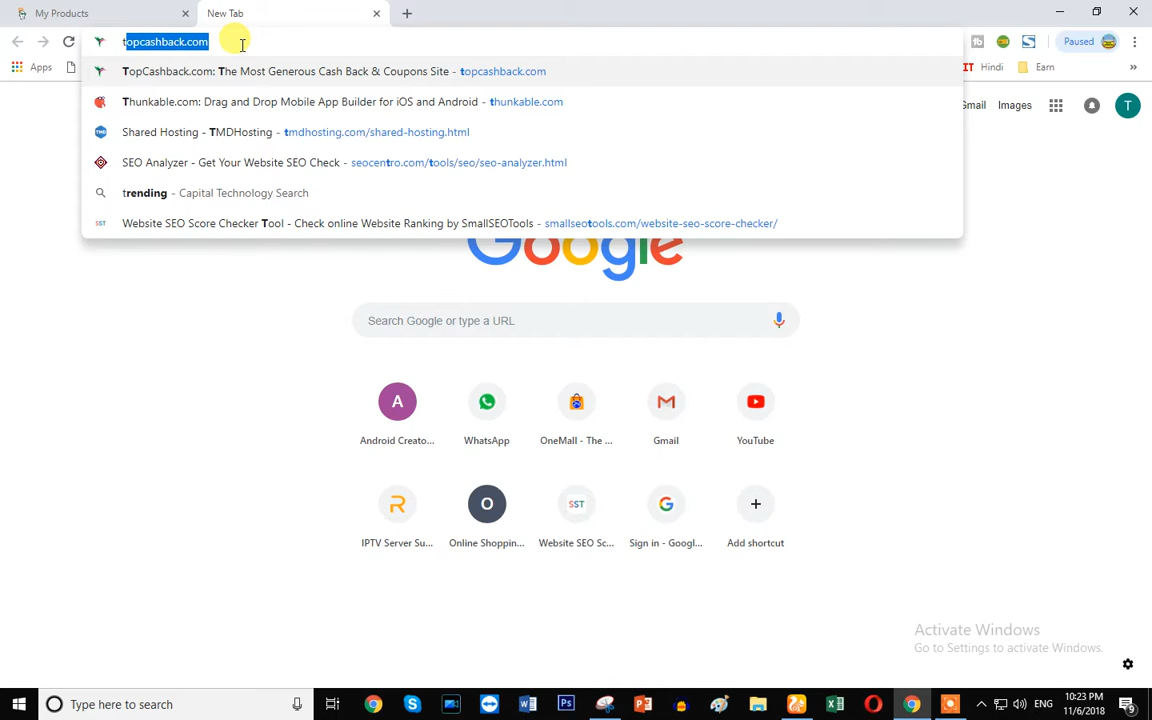 My Products
New Tab
topcashback.com
Paused
Apps
IT Hindi
Earn
TopCashback.com: The Most Generous Cash Back & Coupons Site - topcashback.com
Thunkable.com: Drag and Drop Mobile App Builder for iOS and Android - thunkable.com
Shared Hosting - TMDHosting - tmdhosting.com/shared-hosting.html
SEO Analyzer - Get Your Website SEO Check - seocentro.com/tools/seo/seo-analyzer.html
trending - Capital Technology Search
Website SEO Score Checker Tool - Check online Website Ranking by SmallSEOTools - smallseotools.com/website-seo-score-checker/
Gmail Images T
Google
Search Google or type a URL
A
Android Creato... WhatsApp OneMall - The ... Gmail YouTube
O SST
IPTV Server Su... Online Shoppin... Website SEO Sc... Sign in - Googl... Add shortcut
Activate Windows
Go to Settings to activate Windows.
Type here to search
ENG
10:23 PM
11/6/2018
9